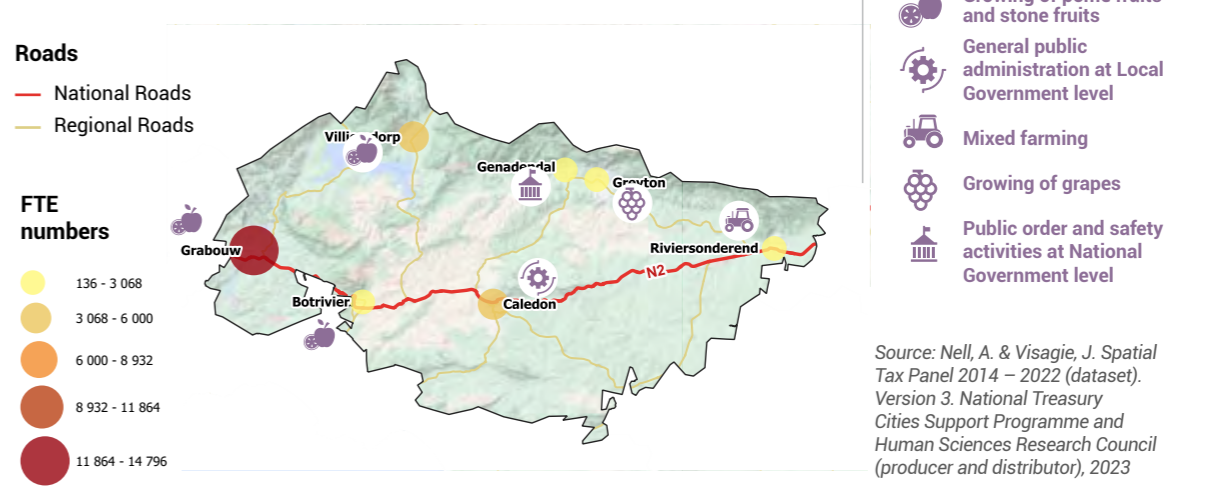 Roads
National Roads
Regional Roads
FTE
numbers
136 - 3 068
3 068 - 6 000
6 000 - 8 932
8 932 - 11 864
11 864 - 14 796
Genadendal
Greyton
Grabouw
Riviersonderend
N2
Botrivier
Caledon
and stone fruits
General public
administration at Local
Government level
Mixed farming
Growing of grapes
Public order and safety
activities at National
Government level
Source: Nell, A. & Visagie, J. Spatial
Tax Panel 2014 – 2022 (dataset).
Version 3. National Treasury
Cities Support Programme and
Human Sciences Research Council
(producer and distributor), 2023